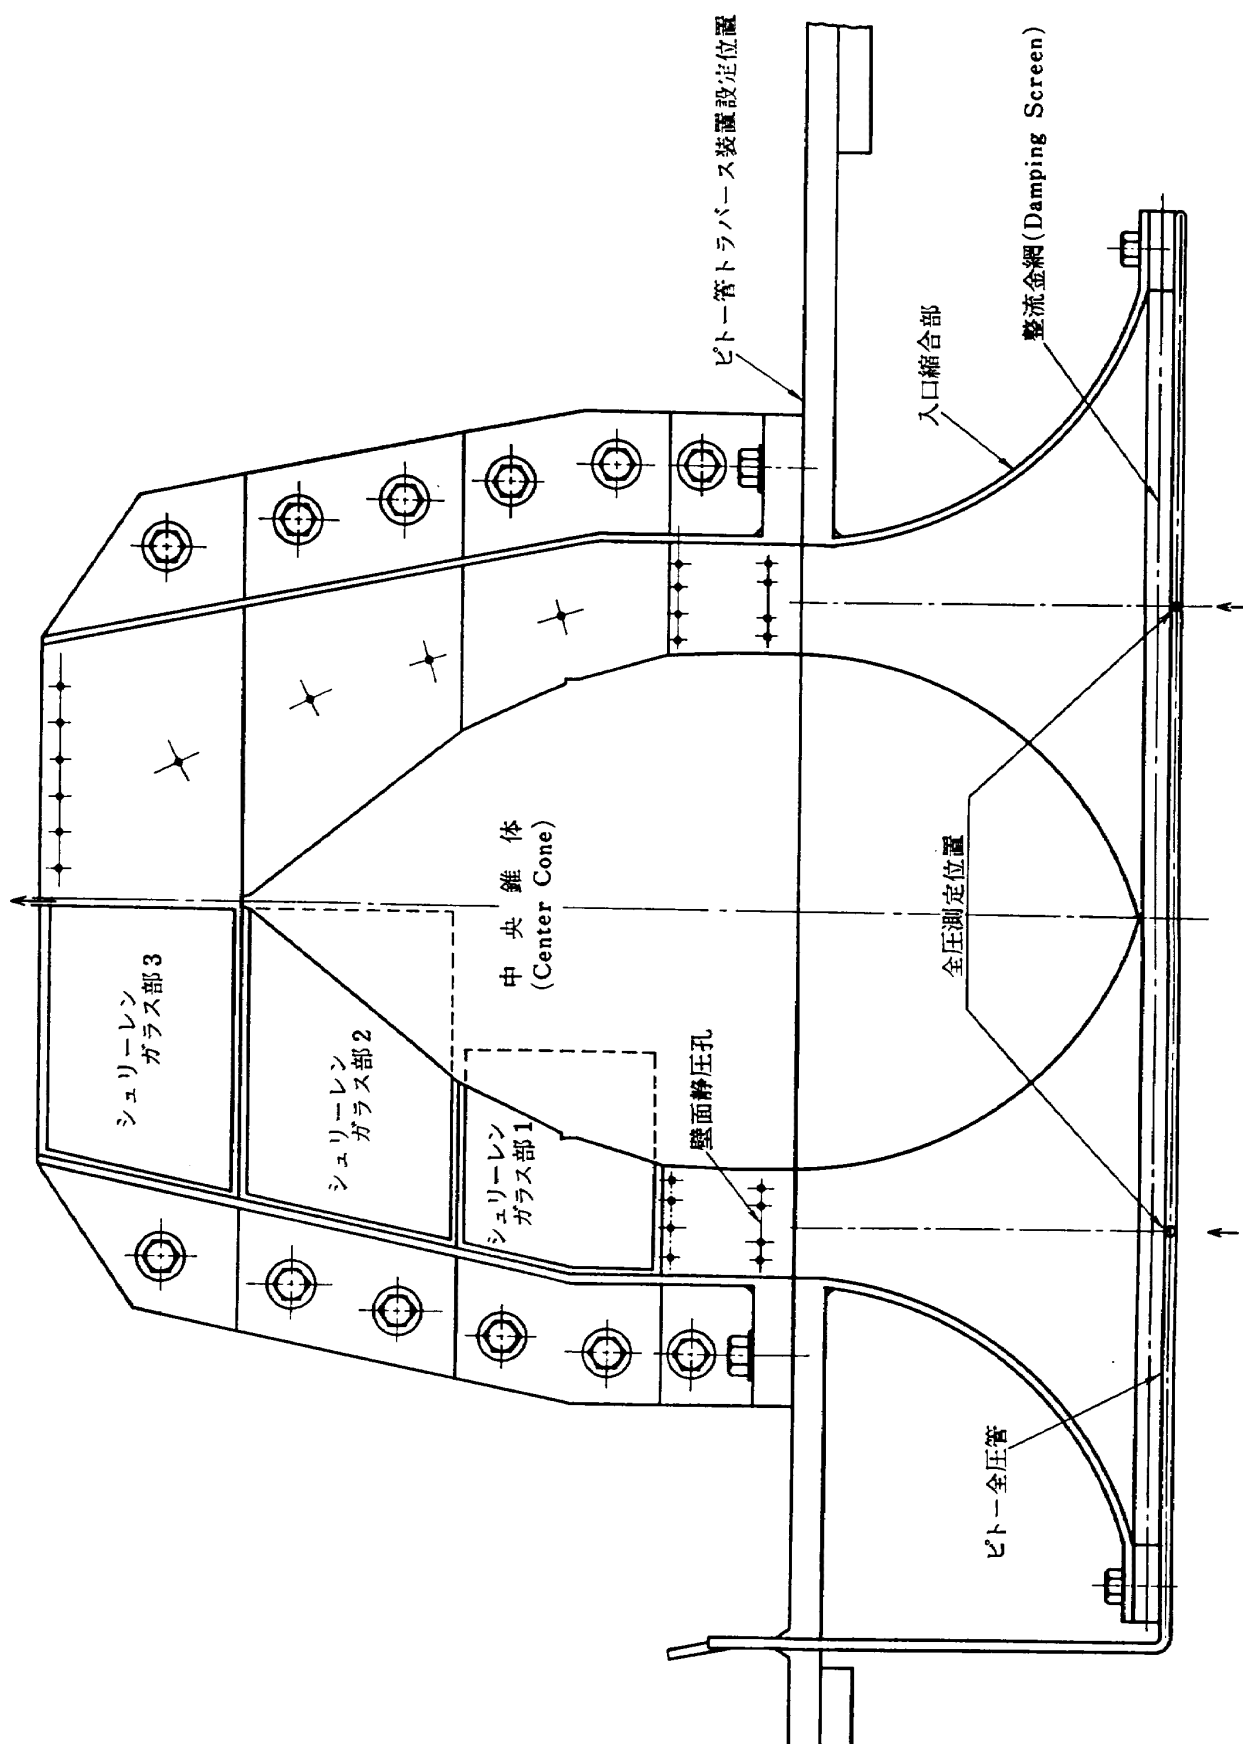 ピトー管トラバース装置設定位置
整流金網(Damping Screen)
入口縮合部
中央錐体
(Center Cone)
全圧測定位置
シュリーレン
ガラス部3
シュリーレン
ガラス部2
シュリーレン
ガラス部1
壁面静圧孔
ピトー全圧管